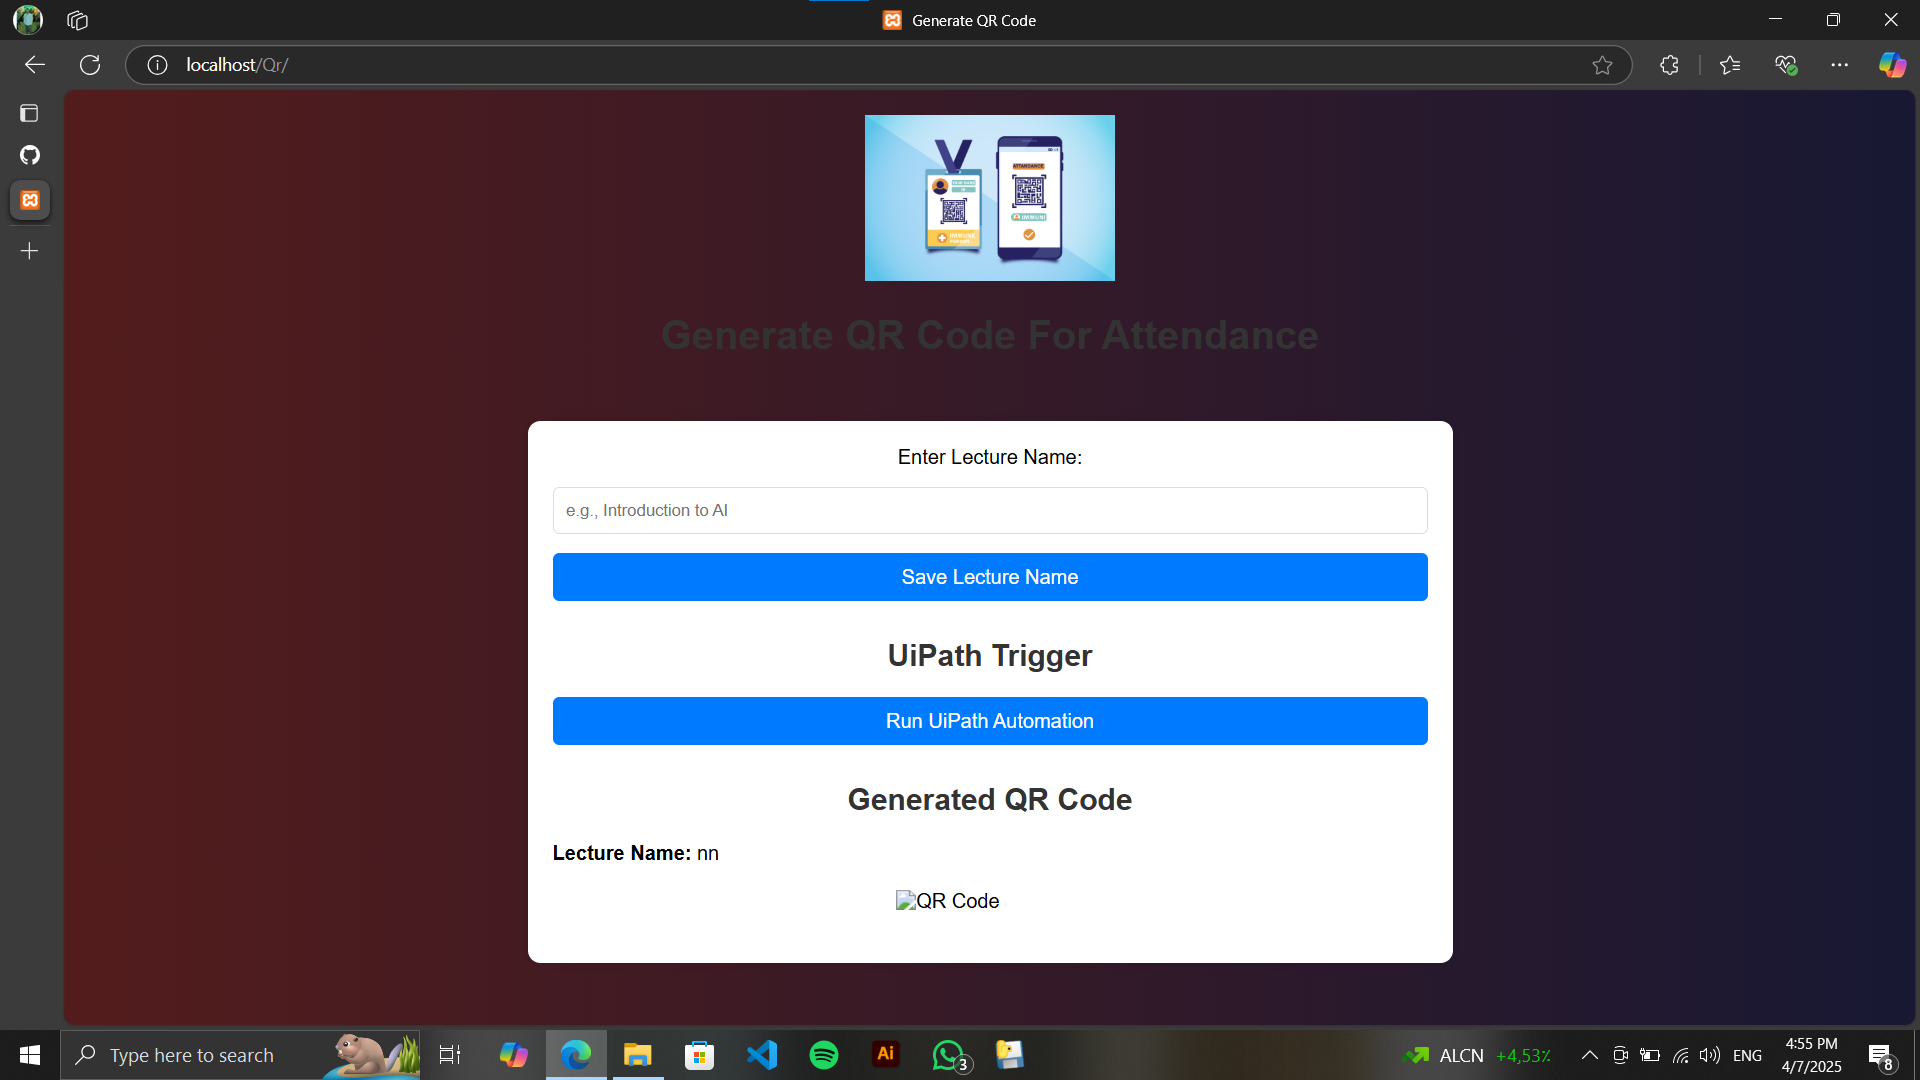 Generate QR Code
localhost/Qr/
ATTANDANCE
Generate QR Code For Attendance
Enter Lecture Name:
e.g., Introduction to AI
Save Lecture Name
UiPath Trigger
Run UiPath Automation
Generated QR Code
Lecture Name: nn
QR Code
Type here to search
Ai
3
ALCN +4,53%
ENG
4:55 PM
4/7/2025
8